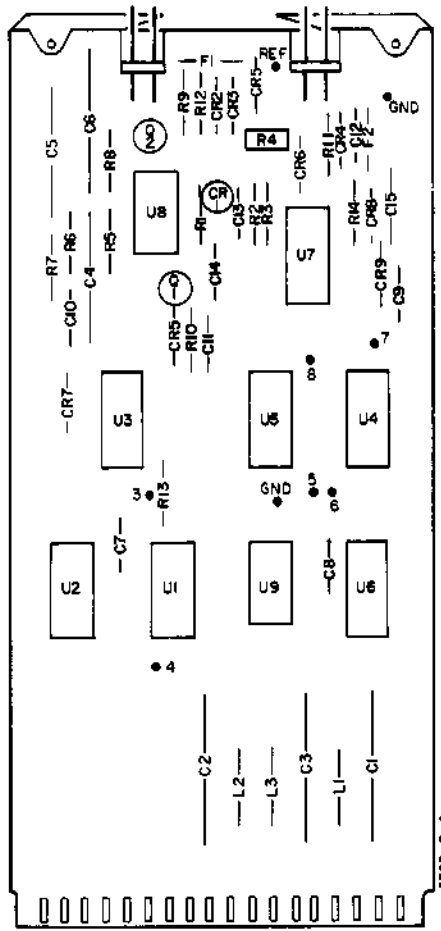 REF
F1
CR5
R9
R12
CR2
CR3
GND
C5
C6
R8
R4
CR6
R11
CR4
C12
F2
U8
CR
R1
C13
R2
R3
U7
R14
CR8
C15
R7
R6
R5
C4
C14
CR9
C9
C10
CR5
R10
C11
7
8
CR7
U3
U5
U4
3
R13
GND
5
6
C7
C8
U2
U1
U9
U6
4
C2
L2
L3
C3
L1
C1